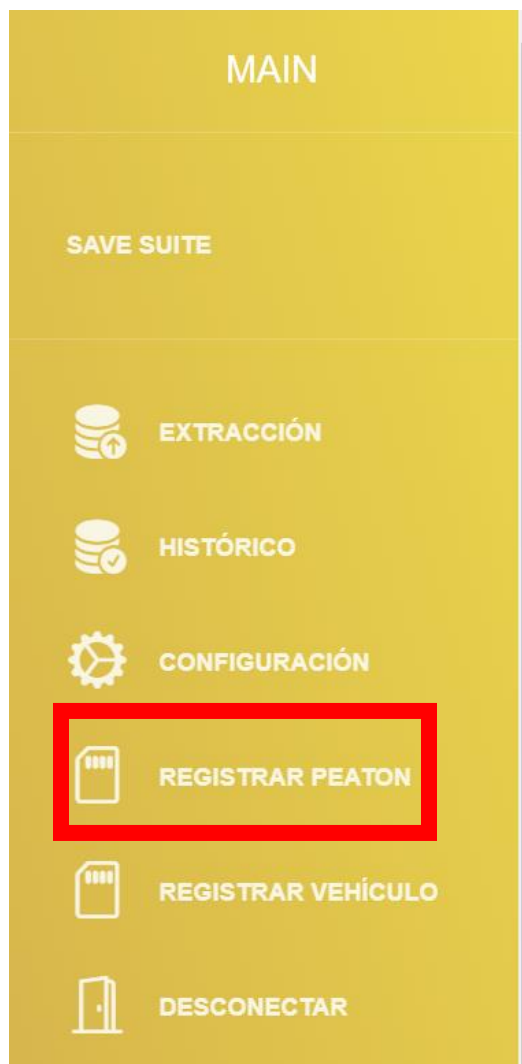 MAIN
SAVE SUITE
EXTRACCIÓN
HISTÓRICO
CONFIGURACIÓN
REGISTRAR PEATON
REGISTRAR VEHÍCULO
DESCONECTAR